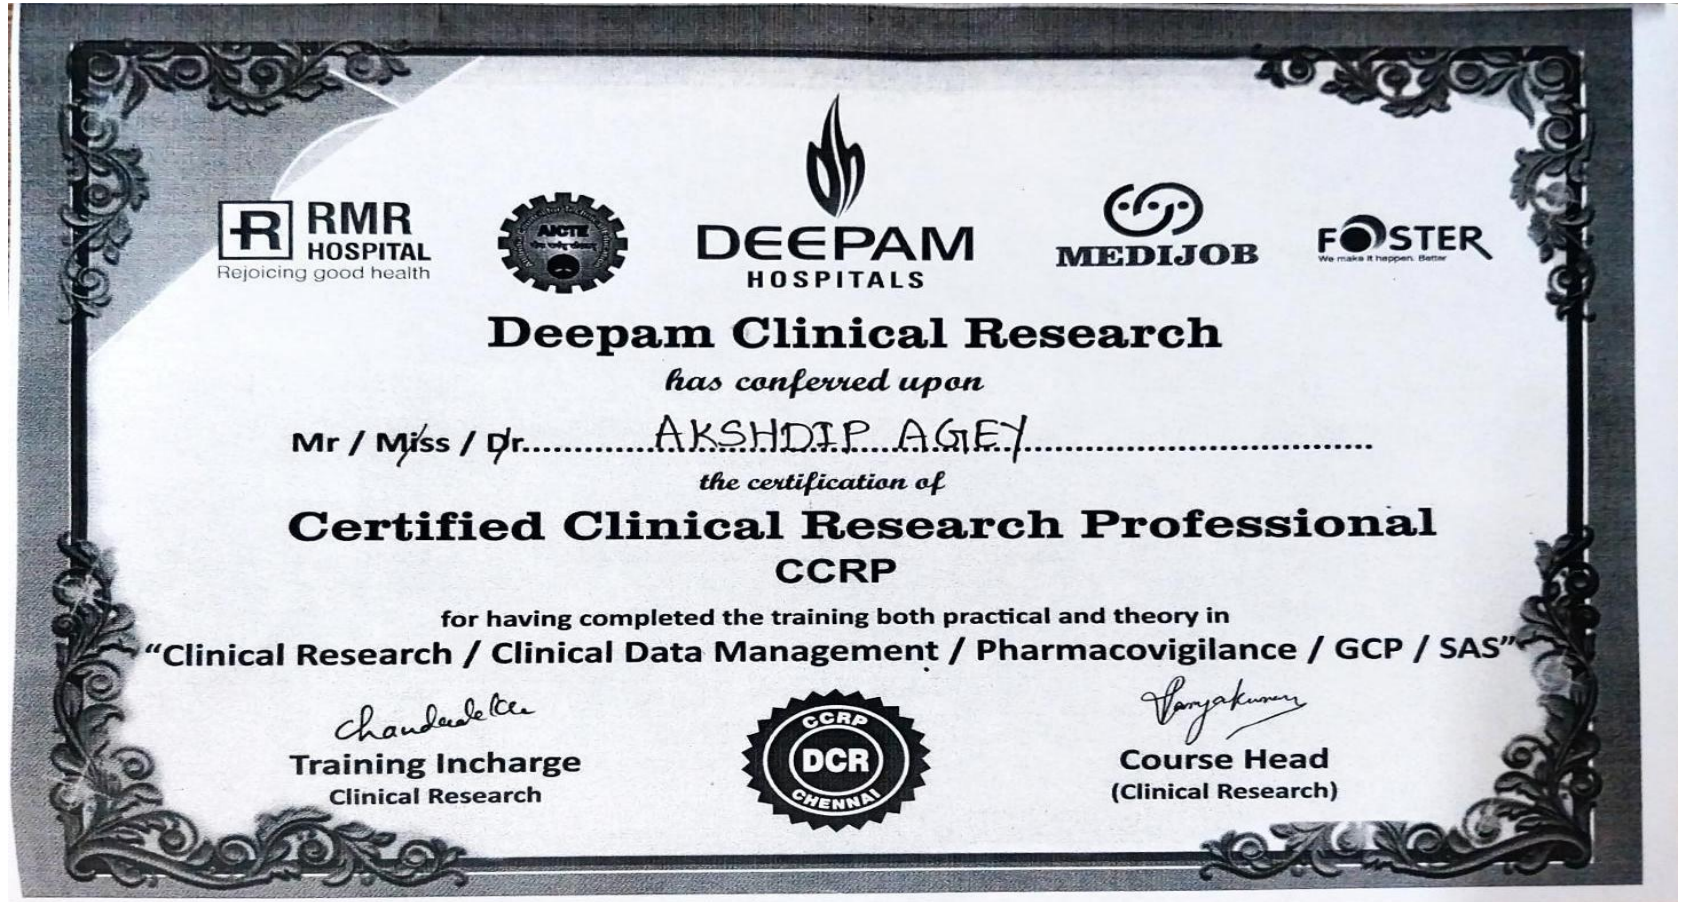 RMR
HOSPITAL
Rejoicing good health
AICTE
DEEPAM
HOSPITALS
MEDIJOB
FOSTER
We make it happen. Better
Deepam Clinical Research
has conferred upon
Mr / Miss / Dr.............AKSHDIP AGEY.............
the certification of
Certified Clinical Research Professional
CCRP
for having completed the training both practical and theory in
“Clinical Research / Clinical Data Management / Pharmacovigilance / GCP / SAS”
Training Incharge
Clinical Research
CCRP
DCR
CHENNAI
Course Head
(Clinical Research)